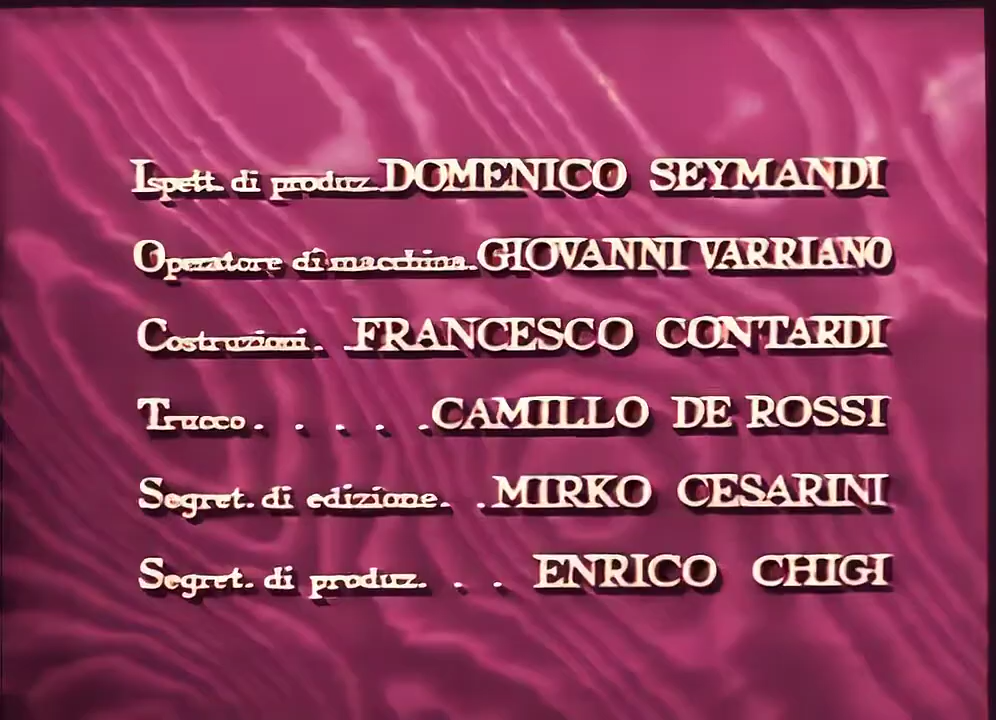 Ispett. di produz. DOMENICO SEYMANDI
Operatore di macchina. GIOVANNI VARRIANO
Costruzioni. FRANCESCO CONTARDI
Trucco . . . . . CAMILLO DE ROSSI
Segret. di edizione. . MIRKO CESARINI
Segret. di produz. . . ENRICO CHIGI